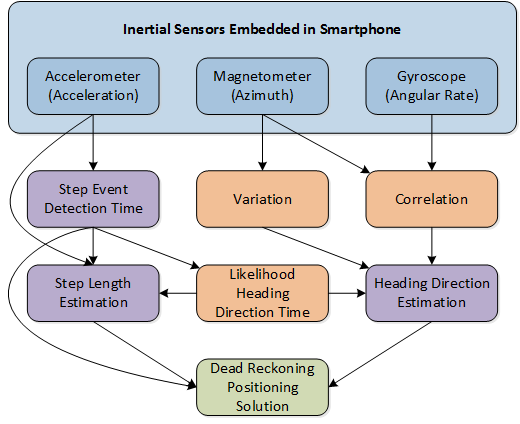 Inertial Sensors Embedded in Smartphone
Accelerometer
(Acceleration)
Magnetometer
(Azimuth)
Gyroscope
(Angular Rate)
Step Event
Detection Time
Variation
Correlation
Step Length
Estimation
Likelihood
Heading
Direction Time
Heading Direction
Estimation
Dead Reckoning
Positioning
Solution